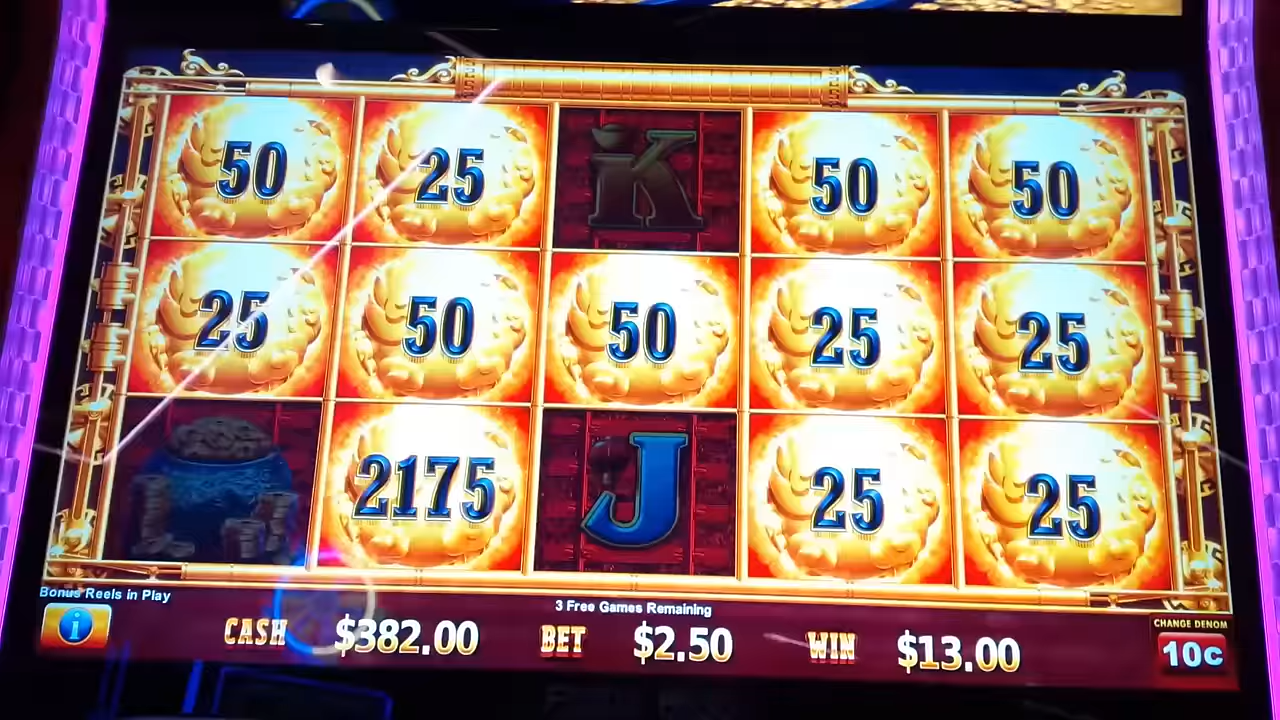 50 25 K 50 50
25 50 50 25 25
2175 J 25 25
Bonus Reels in Play
3 Free Games Remaining
CHANGE DENOM
i CASH $382.00 BET $2.50 WIN $13.00 10c